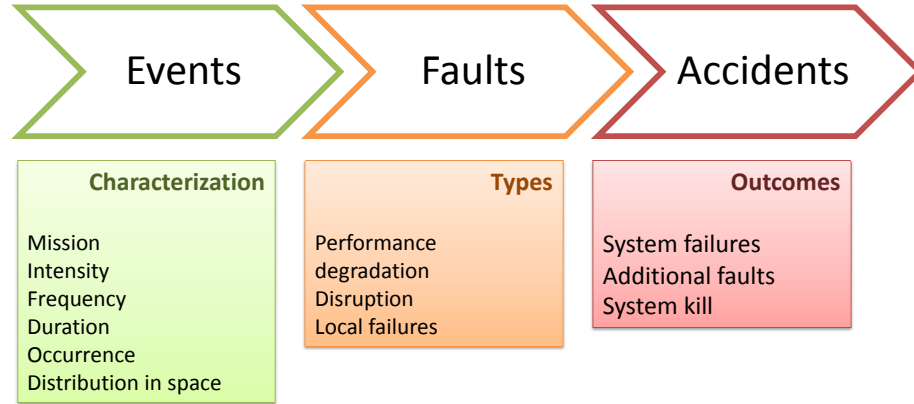 Events
Faults
Accidents
Characterization
Mission
Intensity
Frequency
Duration
Occurrence
Distribution in space
Types
Performance
degradation
Disruption
Local failures
Outcomes
System failures
Additional faults
System kill